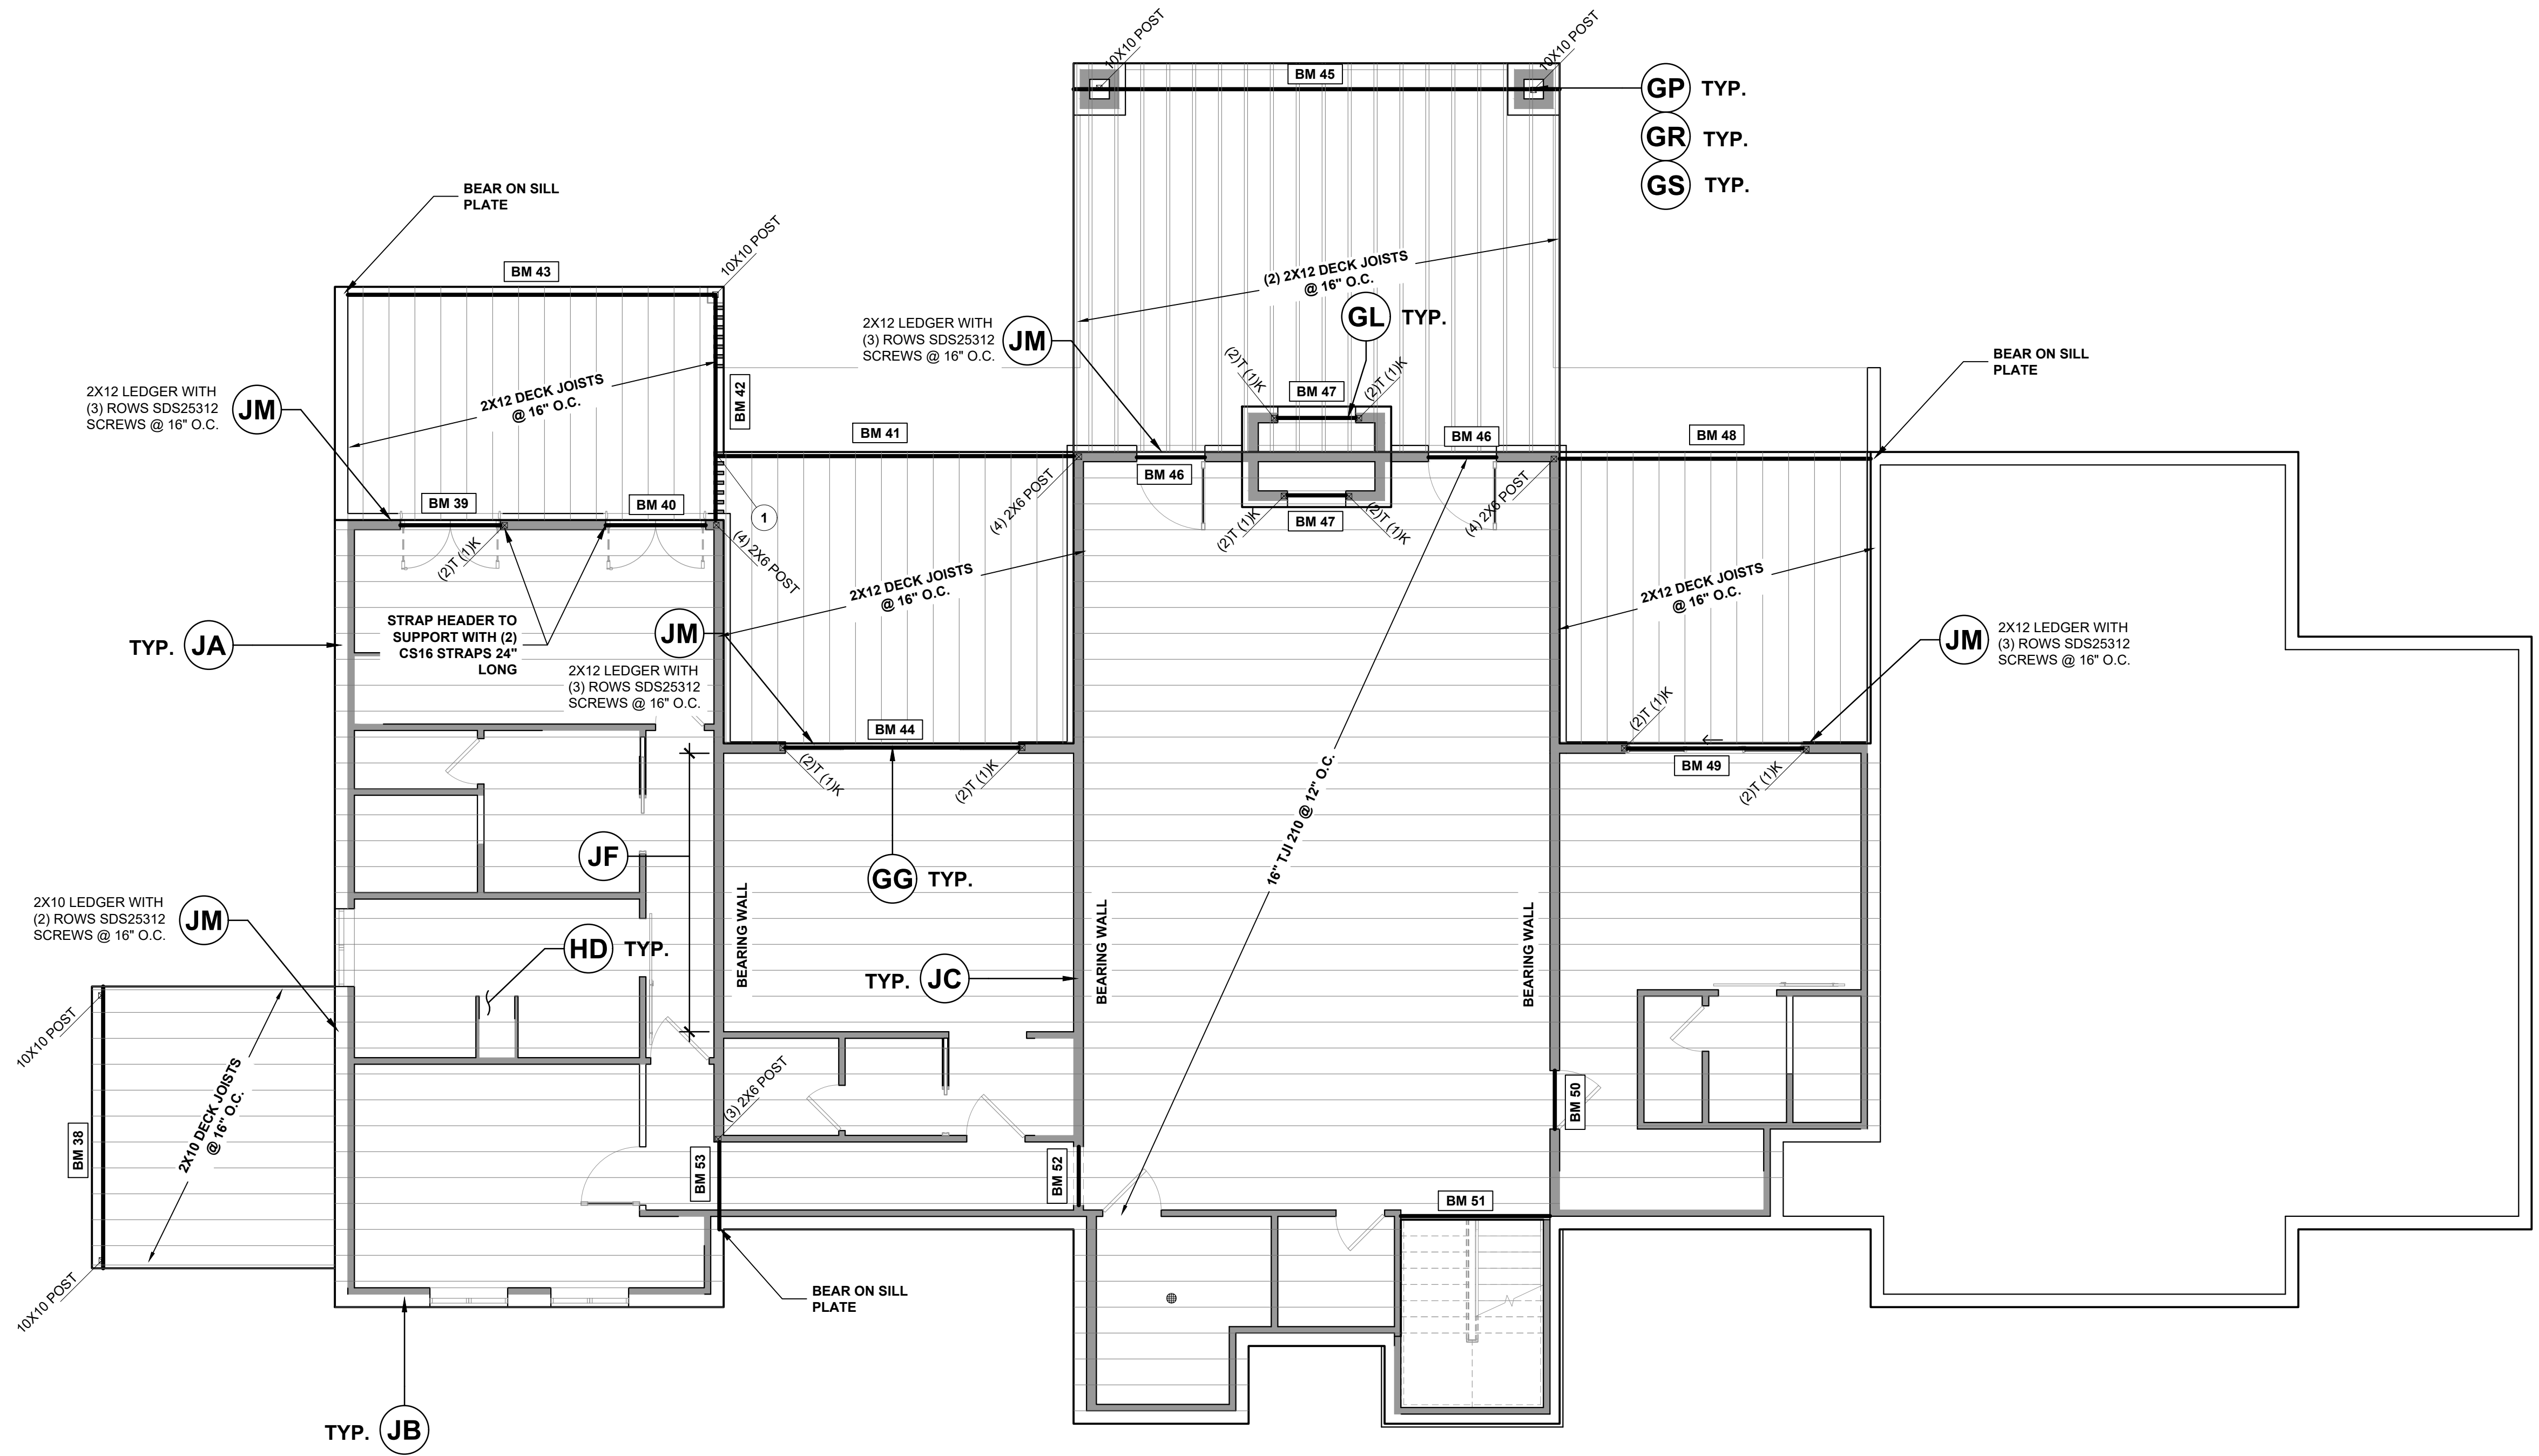 10X10 POST
10X10 POST
BM 45
GP TYP.
GR TYP.
GS TYP.
BEAR ON SILL
PLATE
10X10 POST
BM 43
(2) 2X12 DECK JOISTS
@ 16" O.C.
GL TYP.
2X12 LEDGER WITH
(3) ROWS SDS25312
SCREWS @ 16" O.C.
JM
BEAR ON SILL
PLATE
(2)T (1)K
(2)T (1)K
BM 47
2X12 LEDGER WITH
(3) ROWS SDS25312
SCREWS @ 16" O.C.
JM
2X12 DECK JOISTS
@ 16" O.C.
BM 42
BM 41
BM 46
BM 46
BM 48
BM 39
BM 40
1
(4) 2X6 POST
(4) 2X6 POST
BM 47
(2)T (1)K
(2)T (1)K
(2)T (1)K
(4) 2X6 POST
2X12 DECK JOISTS
@ 16" O.C.
2X12 DECK JOISTS
@ 16" O.C.
STRAP HEADER TO
SUPPORT WITH (2)
CS16 STRAPS 24"
LONG
TYP. JA
JM
2X12 LEDGER WITH
(3) ROWS SDS25312
SCREWS @ 16" O.C.
JM
2X12 LEDGER WITH
(3) ROWS SDS25312
SCREWS @ 16" O.C.
BM 44
(2)T (1)K
(2)T (1)K
(2)T (1)K
BM 49
(2)T (1)K
16" TJI 210 @ 12" O.C.
JF
GG TYP.
BEARING WALL
BEARING WALL
BEARING WALL
2X10 LEDGER WITH
(2) ROWS SDS25312
SCREWS @ 16" O.C.
JM
HD TYP.
TYP. JC
10X10 POST
2X10 DECK JOISTS
@ 16" O.C.
BM 38
(3) 2X6 POST
BM 50
BM 53
BM 52
BM 51
10X10 POST
BEAR ON SILL
PLATE
TYP. JB